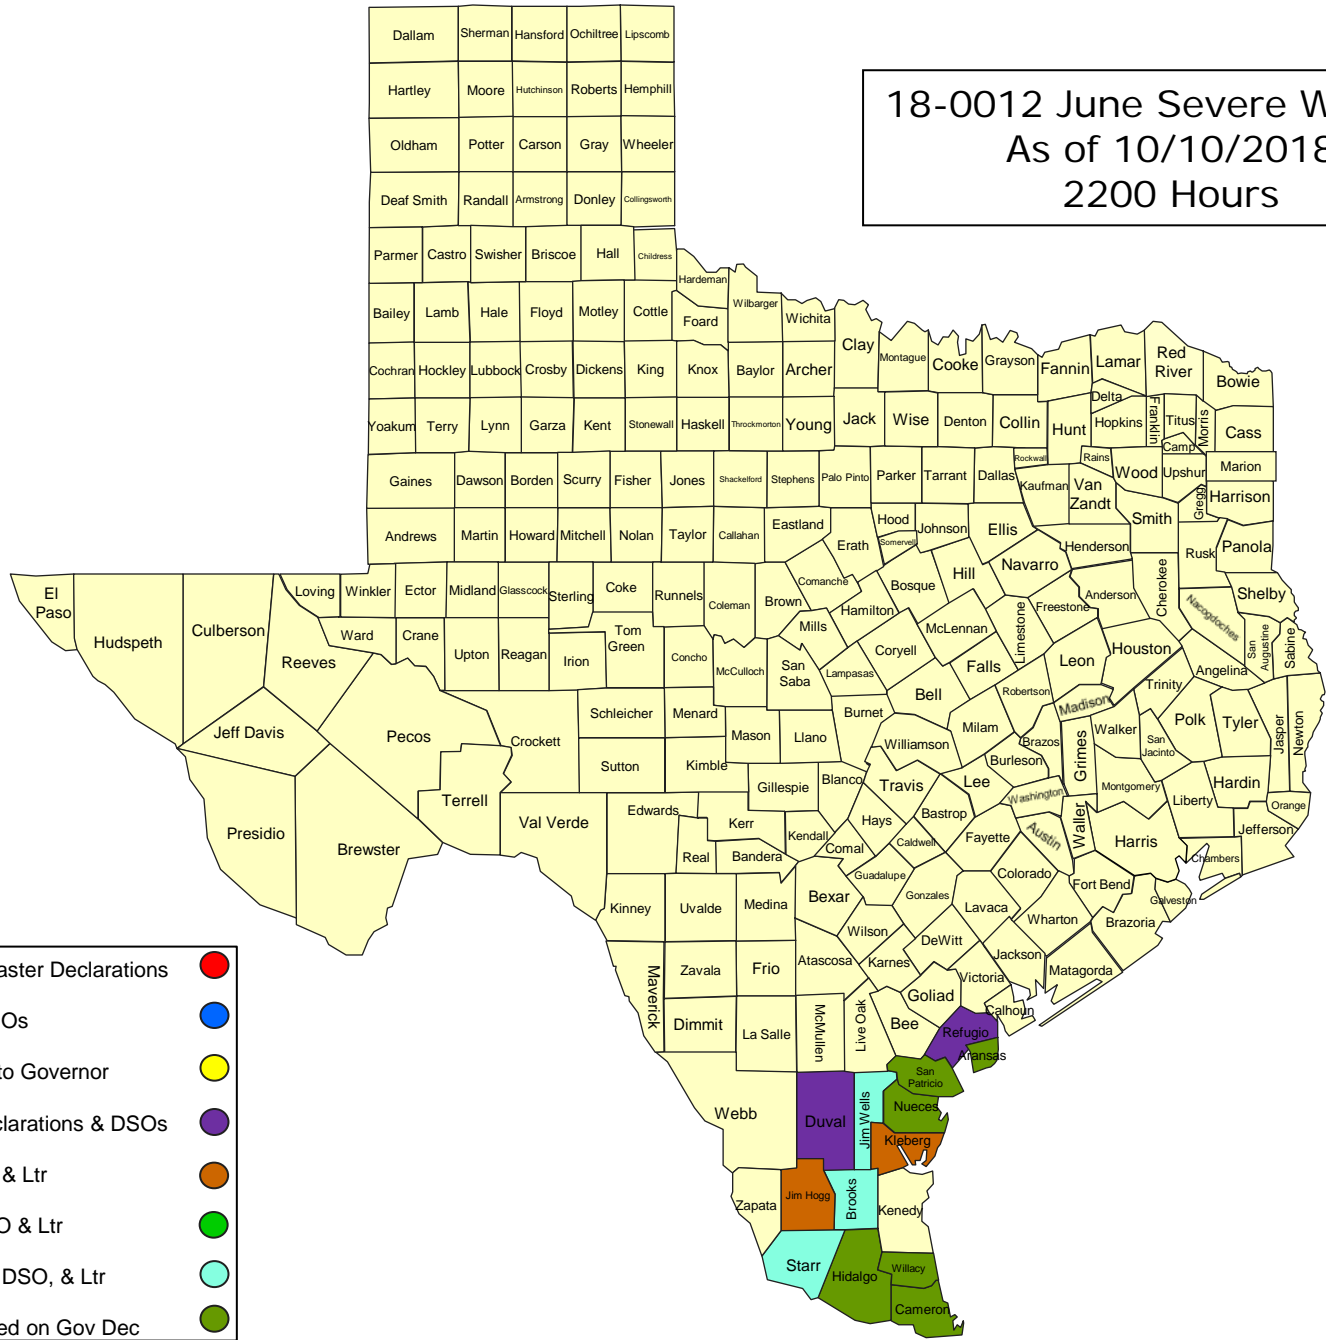 Dallam Sherman Hansford Ochiltree Lipscomb
Hartley Moore Hutchinson Roberts Hemphill
18-0012 June Severe W
As of 10/10/2018
2200 Hours
Oldham Potter Carson Gray Wheeler
Deaf Smith Randall Armstrong Donley Collingsworth
Parmer Castro Swisher Briscoe Hall Childress
Hardeman
Wilbarger
Bailey Lamb Hale Floyd Motley Cottle Foard Wichita
Clay Montague Cooke Grayson Fannin Lamar Red
River
Bowie
Cochran Hockley Lubbock Crosby Dickens King Knox Baylor Archer
Delta
Yoakum Terry Lynn Garza Kent Stonewall Haskell Throckmorton Young Jack Wise Denton Collin Hunt Hopkins Franklin Titus Morris Cass
Camp
Rockwall Rains
Gaines Dawson Borden Scurry Fisher Jones Shackelford Stephens Palo Pinto Parker Tarrant Dallas Kaufman Van
Zandt
Wood Upshur Marion
Gregg Harrison
Andrews Martin Howard Mitchell Nolan Taylor Callahan Eastland Erath Hood Somervell Johnson Ellis Henderson Smith Rusk Panola
El
Paso
Hudspeth Culberson Loving Winkler Ector Midland Glasscock Sterling Coke Runnels Coleman Brown Comanche Hamilton Bosque Hill Navarro Freestone Anderson Cherokee Nacogdoches Shelby
Reeves Ward Crane Upton Reagan Irion Tom
Green
Concho McCulloch San
Saba
Mills Lampasas Coryell McLennan Limestone Falls Leon Houston Angelina San
Augustine
Sabine
Jeff Davis Pecos Crockett Schleicher Menard Mason Llano Burnet Bell Milam Robertson Madison Trinity
Walker San
Jacinto
Polk Tyler Jasper Newton
Sutton Kimble Gillespie Blanco Williamson Travis Lee Burleson Brazos Grimes Montgomery Liberty Hardin Orange
Presidio Brewster Terrell Val Verde Edwards Kerr Real Bandera Kendall Comal Hays Caldwell Bastrop Fayette Washington Austin Waller Harris Chambers Jefferson
Kinney Uvalde Medina Bexar Guadalupe Gonzales Lavaca Colorado Wharton Fort Bend Brazoria Galveston
Maverick Zavala Frio Atascosa Wilson Karnes DeWitt Victoria Jackson Matagorda
Dimmit La Salle McMullen Live Oak Bee Goliad Refugio Calhoun Aransas
Webb Duval Jim Wells San
Patricio
Nueces
Kleberg
Zapata Jim Hogg Brooks Kenedy
Starr Hidalgo Willacy
Cameron
aster Declarations
Os
to Governor
clarations & DSOs
& Ltr
O & Ltr
DSO, & Ltr
ed on Gov Dec